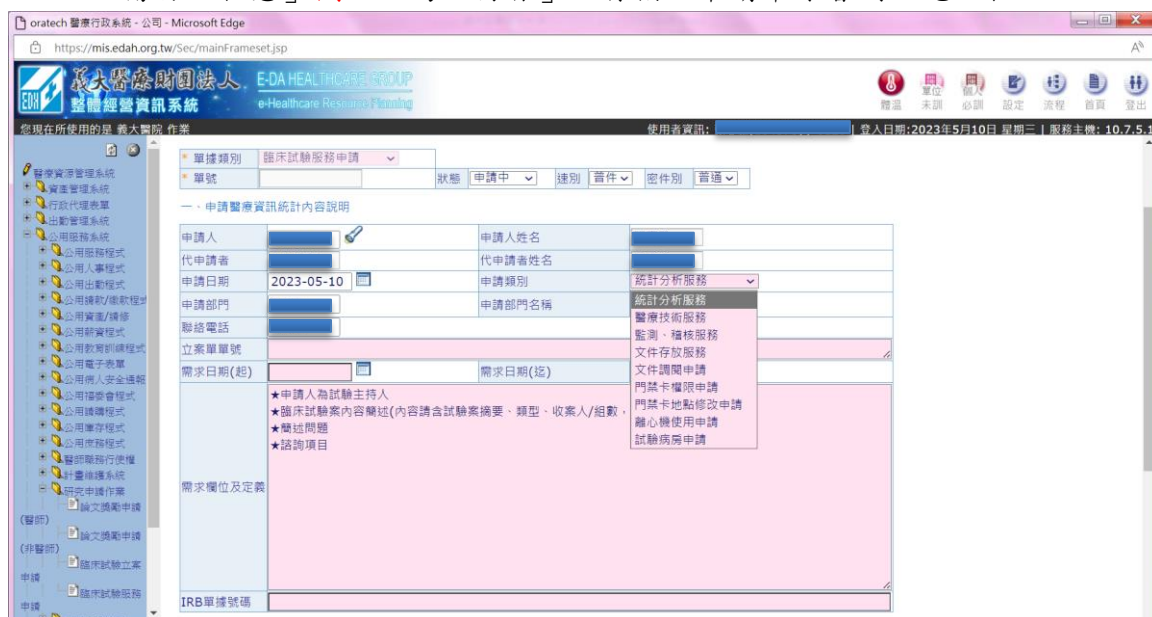 oratech 醫療行政系統 - 公司 - Microsoft Edge
https://mis.edah.org.tw/Sec/mainFrameset.jsp
義大醫療財團法人 E-DA HEALTHCARE GROUP
EDH 整體經營資訊系統 e-Healthcare Resource Planning
體溫 單位未訓 個人必訓 設定 流程 首頁 登出
您現在所使用的是 義大醫院 作業 使用者資訊: | 登入日期:2023年5月10日 星期三 | 服務主機: 10.7.5.1
醫療資源管理系統
資產管理系統
行政代理表單
出勤管理系統
公用服務系統
公用服務程式
公用人事程式
公用出勤程式
公用請款/繳款程式
公用資產/請修
公用薪資程式
公用教育訓練程式
公用電子表單
公用病人安全通報
公用福委會程式
公用請購程式
公用庫存程式
公用庶務程式
醫師職務行使權
計畫維護系統
研究申請作業
論文獎勵申請
(醫師)
論文獎勵申請
(非醫師)
臨床試驗立案
申請
臨床試驗服務
申請
* 單據類別 臨床試驗服務申請
* 單號 狀態 申請中 速別 普件 密件別 普通
一、申請醫療資訊統計內容說明
申請人 申請人姓名
代申請者 代申請者姓名
申請日期 2023-05-10 申請類別 統計分析服務
申請部門 申請部門名稱
聯絡電話
立案單單號
需求日期(起) 需求日期(迄)
統計分析服務
醫療技術服務
監測、稽核服務
文件存放服務
文件調閱申請
門禁卡權限申請
門禁卡地點修改申請
離心機使用申請
試驗病房申請
需求欄位及定義
★申請人為試驗主持人
★臨床試驗案內容簡述(內容請含試驗案摘要、類型、收案人/組數，
★簡述問題
★諮詢項目
IRB單據號碼